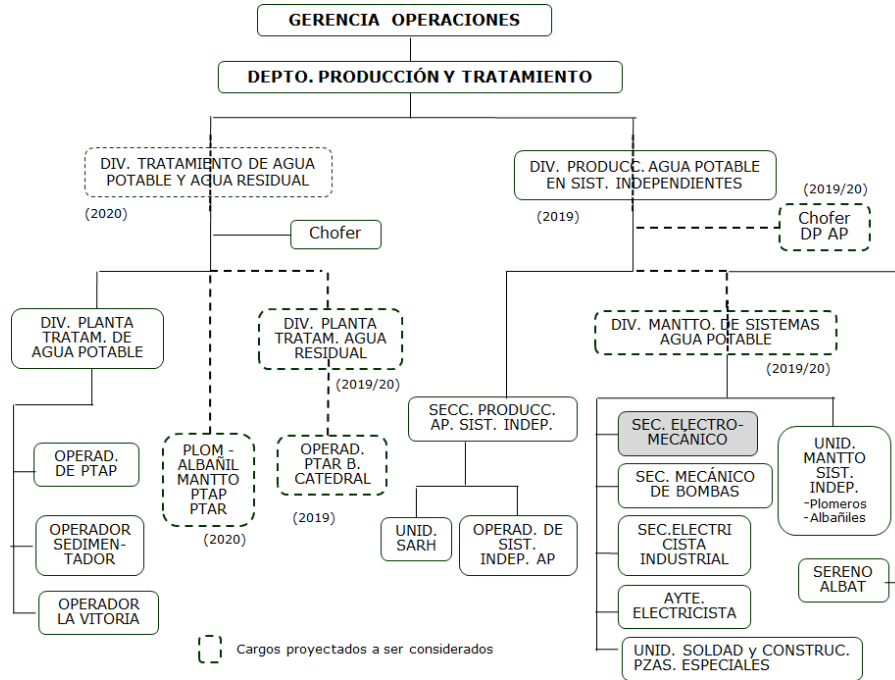 GERENCIA OPERACIONES
DEPTO. PRODUCCIÓN Y TRATAMIENTO
DIV. TRATAMIENTO DE AGUA
POTABLE Y AGUA RESIDUAL
(2020)
DIV. PRODUCC. AGUA POTABLE
EN SIST. INDEPENDIENTES
(2019)
(2019/20)
Chofer
DP AP
Chofer
DIV. PLANTA
TRATAM. DE
AGUA POTABLE
DIV. PLANTA
TRATAM. AGUA
RESIDUAL
(2019/20)
DIV. MANTTO. DE SISTEMAS
AGUA POTABLE
(2019/20)
SECC. PRODUCC.
AP. SIST. INDEP.
OPERAD.
DE PTAP
PLOM -
ALBAÑIL
MANTTO
PTAP
PTAR
(2020)
OPERAD.
PTAR B.
CATEDRAL
(2019)
SEC. ELECTRO-
MECÁNICO
UNID.
MANTTO
SIST.
INDEP.
-Plomeros
-Albañiles
SEC. MECÁNICO
DE BOMBAS
OPERADOR
SEDIMEN-
TADOR
UNID.
SARH
OPERAD. DE
SIST.
INDEP. AP
SEC.ELECTRI
CISTA
INDUSTRIAL
SERENO
ALBAT
OPERADOR
LA VITORIA
AYTE.
ELECTRICISTA
UNID. SOLDAD y CONSTRUC.
PZAS. ESPECIALES
Cargos proyectados a ser considerados